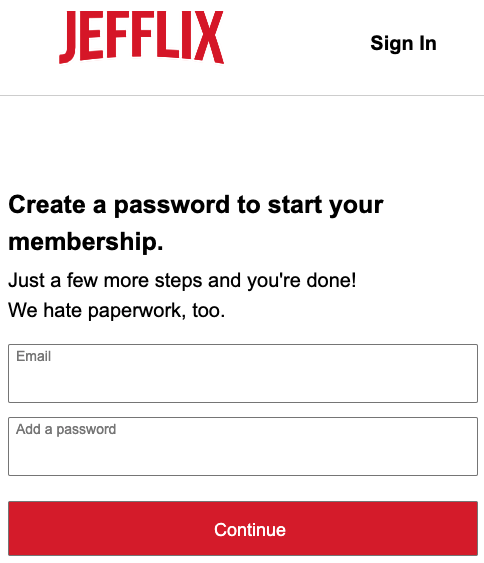 JEFFLIX
Sign In
Create a password to start your
membership.
Just a few more steps and you're done!
We hate paperwork, too.
Email
Add a password
Continue